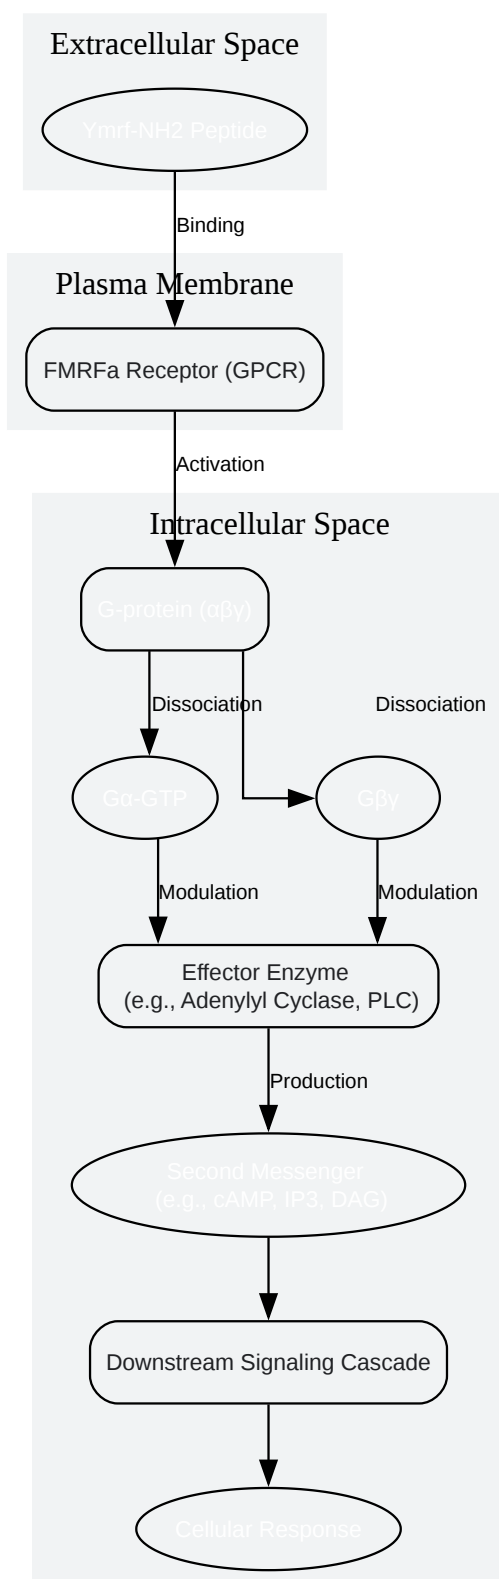 Extracellular Space
Ymrf-NH2 Peptide
Binding
Plasma Membrane
FMRFa Receptor (GPCR)
Activation
Intracellular Space
G-protein (αβγ)
Dissociation
Dissociation
Gα-GTP
Gβγ
Modulation
Modulation
Effector Enzyme
(e.g., Adenylyl Cyclase, PLC)
Production
Second Messenger
(e.g., cAMP, IP3, DAG)
Downstream Signaling Cascade
Cellular Response